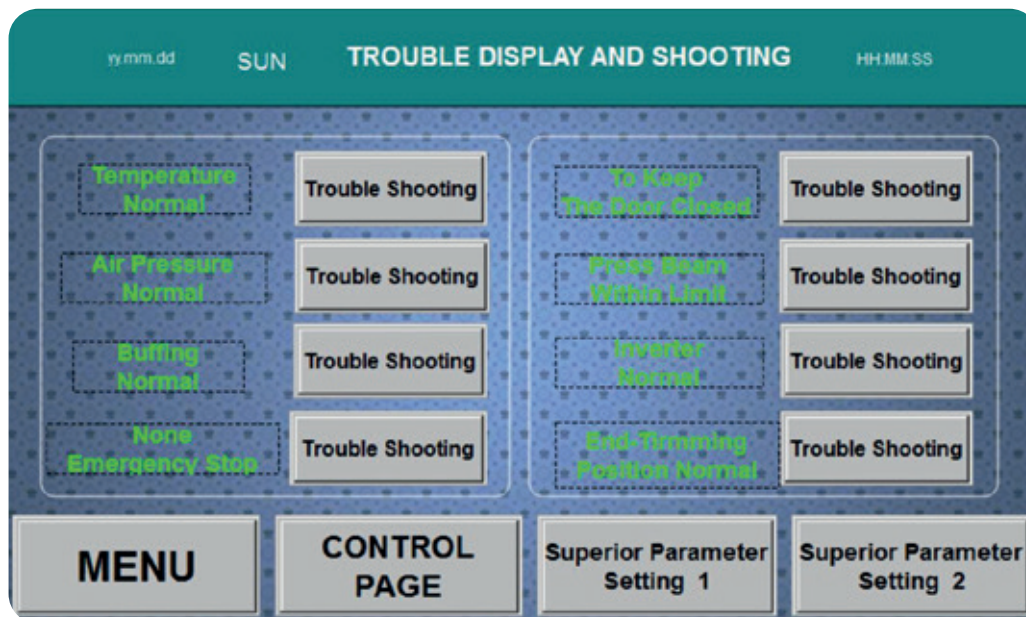 yy.mm.dd SUN TROUBLE DISPLAY AND SHOOTING HH:MM:SS
Temperature
Normal
Trouble Shooting
Air Pressure
Normal
Trouble Shooting
Buffing
Normal
Trouble Shooting
None
Emergency Stop
Trouble Shooting
To Keep
The Door Closed
Trouble Shooting
Press Beam
Within Limit
Trouble Shooting
Inverter
Normal
Trouble Shooting
End-Tirmming
Position Normal
Trouble Shooting
MENU
CONTROL
PAGE
Superior Parameter
Setting 1
Superior Parameter
Setting 2